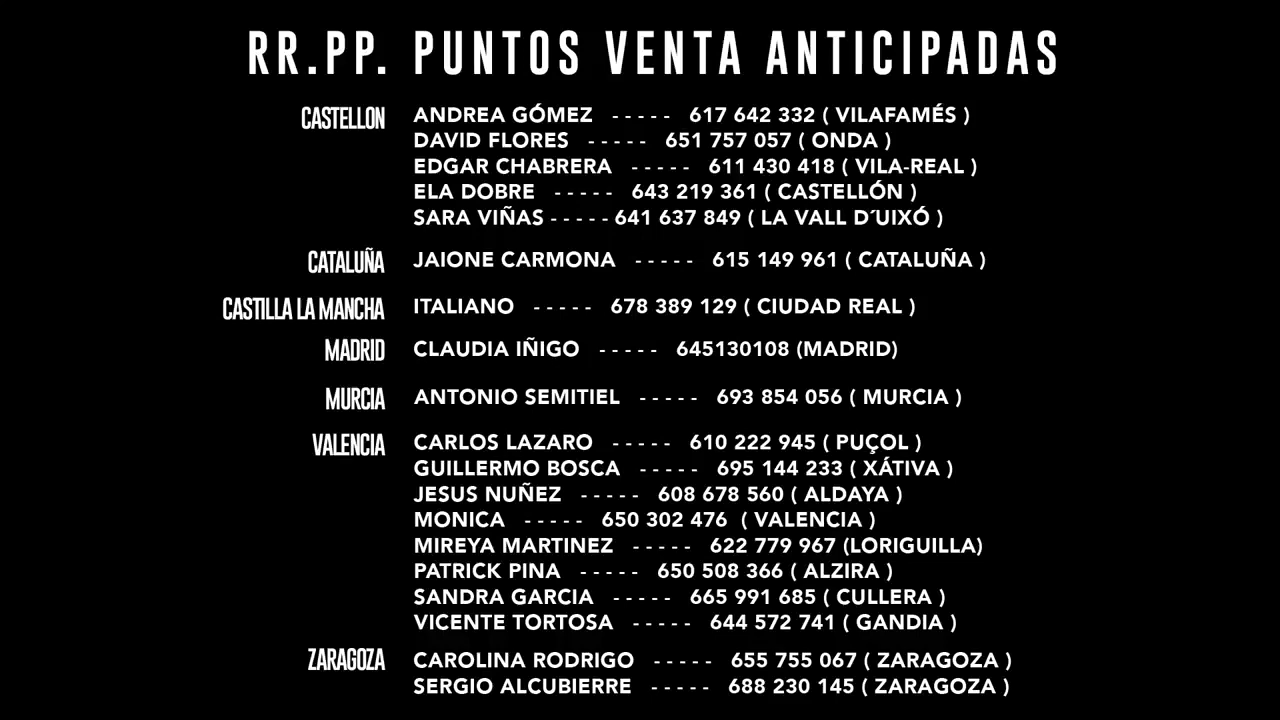 RR.PP. PUNTOS VENTA ANTICIPADAS
CASTELLON ANDREA GÓMEZ ----- 617 642 332 ( VILAFAMÉS )
DAVID FLORES ----- 651 757 057 ( ONDA )
EDGAR CHABRERA ----- 611 430 418 ( VILA-REAL )
ELA DOBRE ----- 643 219 361 ( CASTELLÓN )
SARA VIÑAS ----- 641 637 849 ( LA VALL D´UIXÓ )
CATALUÑA JAIONE CARMONA ----- 615 149 961 ( CATALUÑA )
CASTILLA LA MANCHA ITALIANO ----- 678 389 129 ( CIUDAD REAL )
MADRID CLAUDIA IÑIGO ----- 645130108 (MADRID)
MURCIA ANTONIO SEMITIEL ----- 693 854 056 ( MURCIA )
VALENCIA CARLOS LAZARO ----- 610 222 945 ( PUÇOL )
GUILLERMO BOSCA ----- 695 144 233 ( XÁTIVA )
JESUS NUÑEZ ----- 608 678 560 ( ALDAYA )
MONICA ----- 650 302 476 ( VALENCIA )
MIREYA MARTINEZ ----- 622 779 967 (LORIGUILLA)
PATRICK PINA ----- 650 508 366 ( ALZIRA )
SANDRA GARCIA ----- 665 991 685 ( CULLERA )
VICENTE TORTOSA ----- 644 572 741 ( GANDIA )
ZARAGOZA CAROLINA RODRIGO ----- 655 755 067 ( ZARAGOZA )
SERGIO ALCUBIERRE ----- 688 230 145 ( ZARAGOZA )